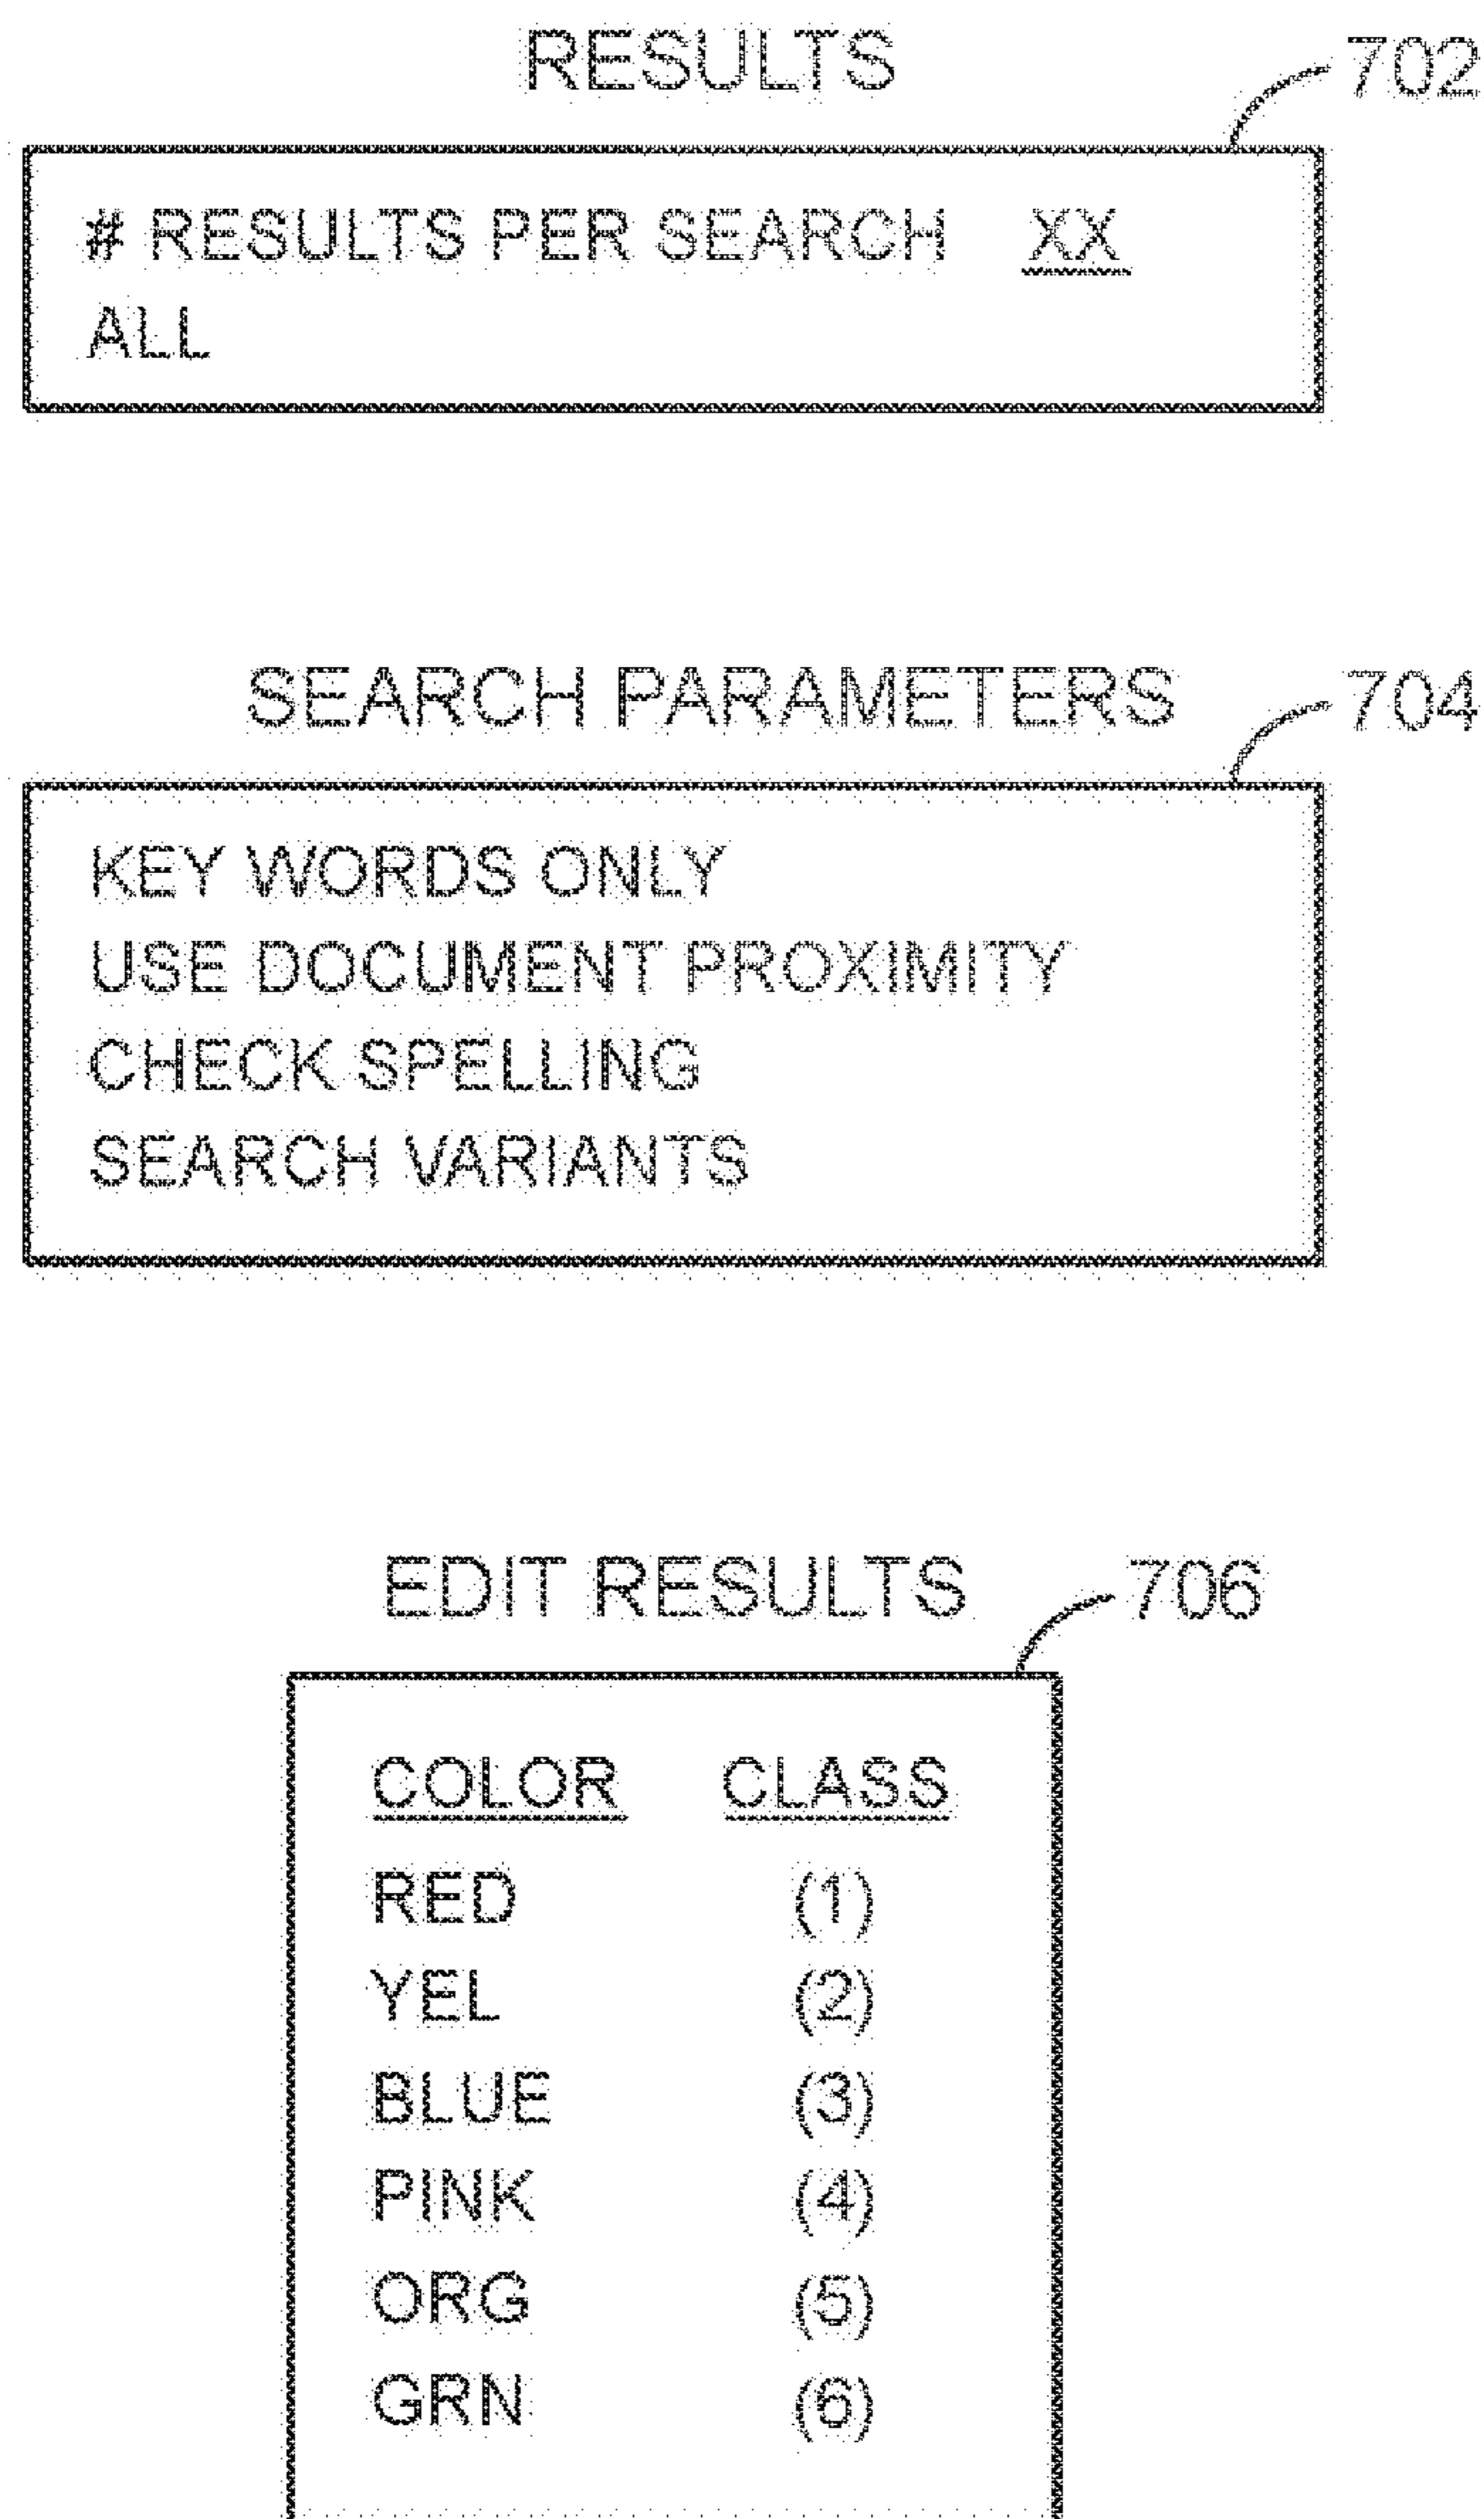 RESULTS 702
# RESULTS PER SEARCH XX
ALL
SEARCH PARAMETERS 704
KEY WORDS ONLY
USE DOCUMENT PROXIMITY
CHECK SPELLING
SEARCH VARIANTS
EDIT RESULTS 706
COLOR CLASS
RED (1)
YEL (2)
BLUE (3)
PINK (4)
ORG (5)
GRN (6)